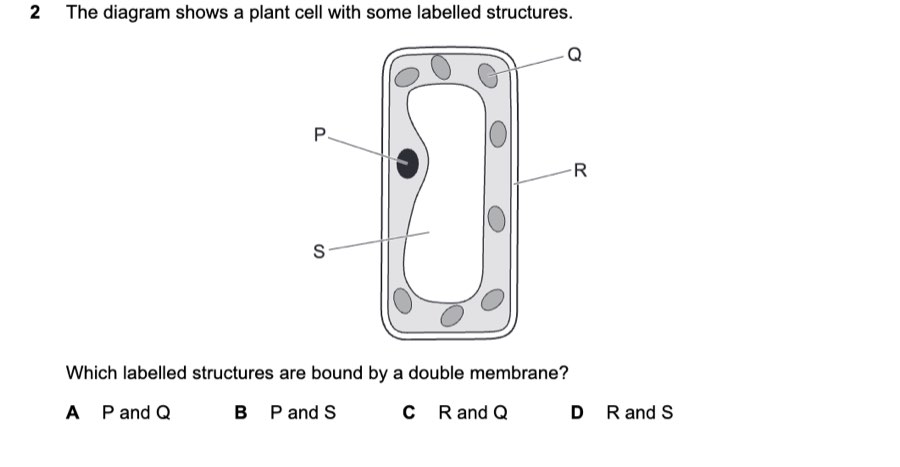 2 The diagram shows a plant cell with some labelled structures.
Q
P
R
S
Which labelled structures are bound by a double membrane?
A P and Q B P and S C R and Q D R and S